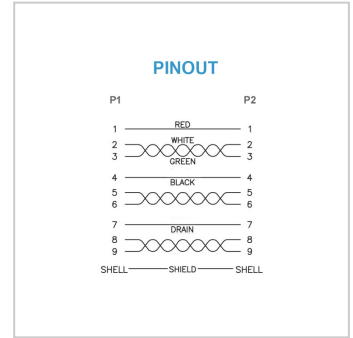 PINOUT
P1 P2
1 RED 1
2 WHITE 2
3 GREEN 3
4 4
5 BLACK 5
6 6
7 7
8 DRAIN 8
9 9
SHELL SHIELD SHELL